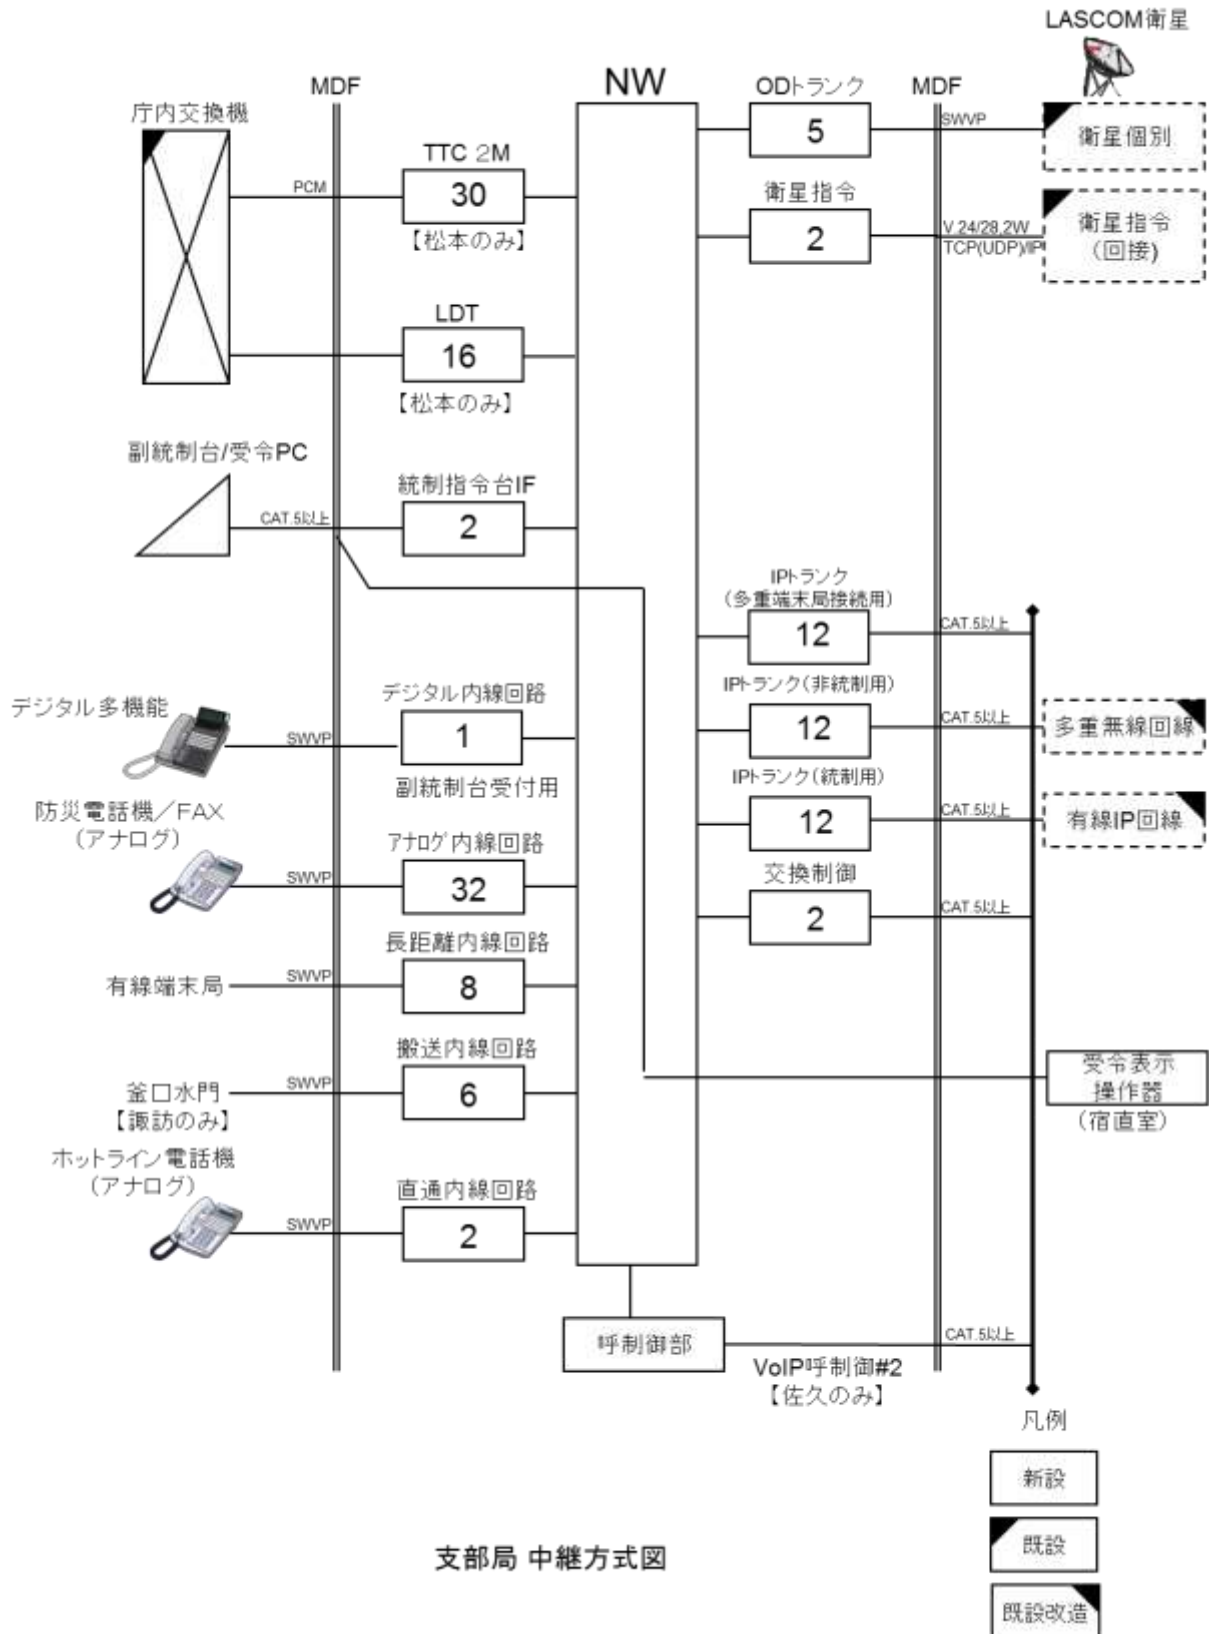 LASCOM衛星
MDF
NW
ODトランク
MDF
庁内交換機
5
SWVP
衛星個別
TTC 2M
PCM
30
【松本のみ】
衛星指令
2
V.24/28,2W
TCP(UDP)/IP
衛星指令
(回接)
LDT
16
【松本のみ】
副統制台/受令PC
統制指令台IF
CAT.5以上
2
IPトランク
(多重端末局接続用)
12
CAT.5以上
デジタル多機能
SWVP
デジタル内線回路
1
副統制台受付用
IPトランク(非統制用)
12
CAT.5以上
多重無線回線
防災電話機/FAX
(アナログ)
SWVP
アナログ内線回路
32
IPトランク(統制用)
12
CAT.5以上
有線IP回線
交換制御
2
CAT.5以上
有線端末局
SWVP
長距離内線回路
8
釜口水門
【諏訪のみ】
SWVP
搬送内線回路
6
受令表示
操作器
(宿直室)
ホットライン電話機
(アナログ)
SWVP
直通内線回路
2
呼制御部
CAT.5以上
VoIP呼制御#2
【佐久のみ】
凡例
新設
既設
既設改造
支部局 中継方式図